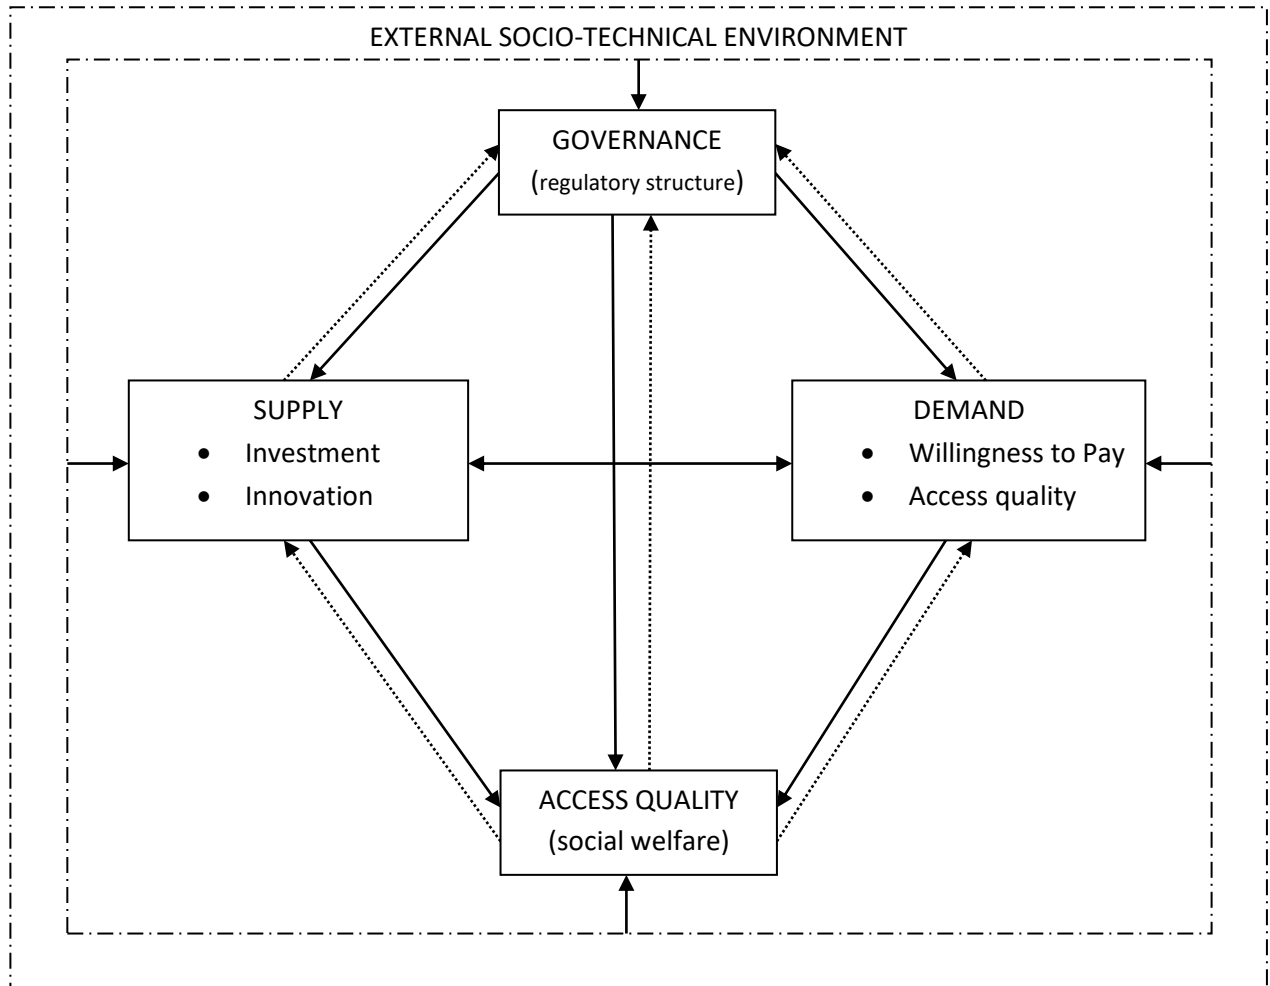 EXTERNAL SOCIO-TECHNICAL ENVIRONMENT
GOVERNANCE
(regulatory structure)
SUPPLY
● Investment
● Innovation
DEMAND
● Willingness to Pay
● Access quality
ACCESS QUALITY
(social welfare)